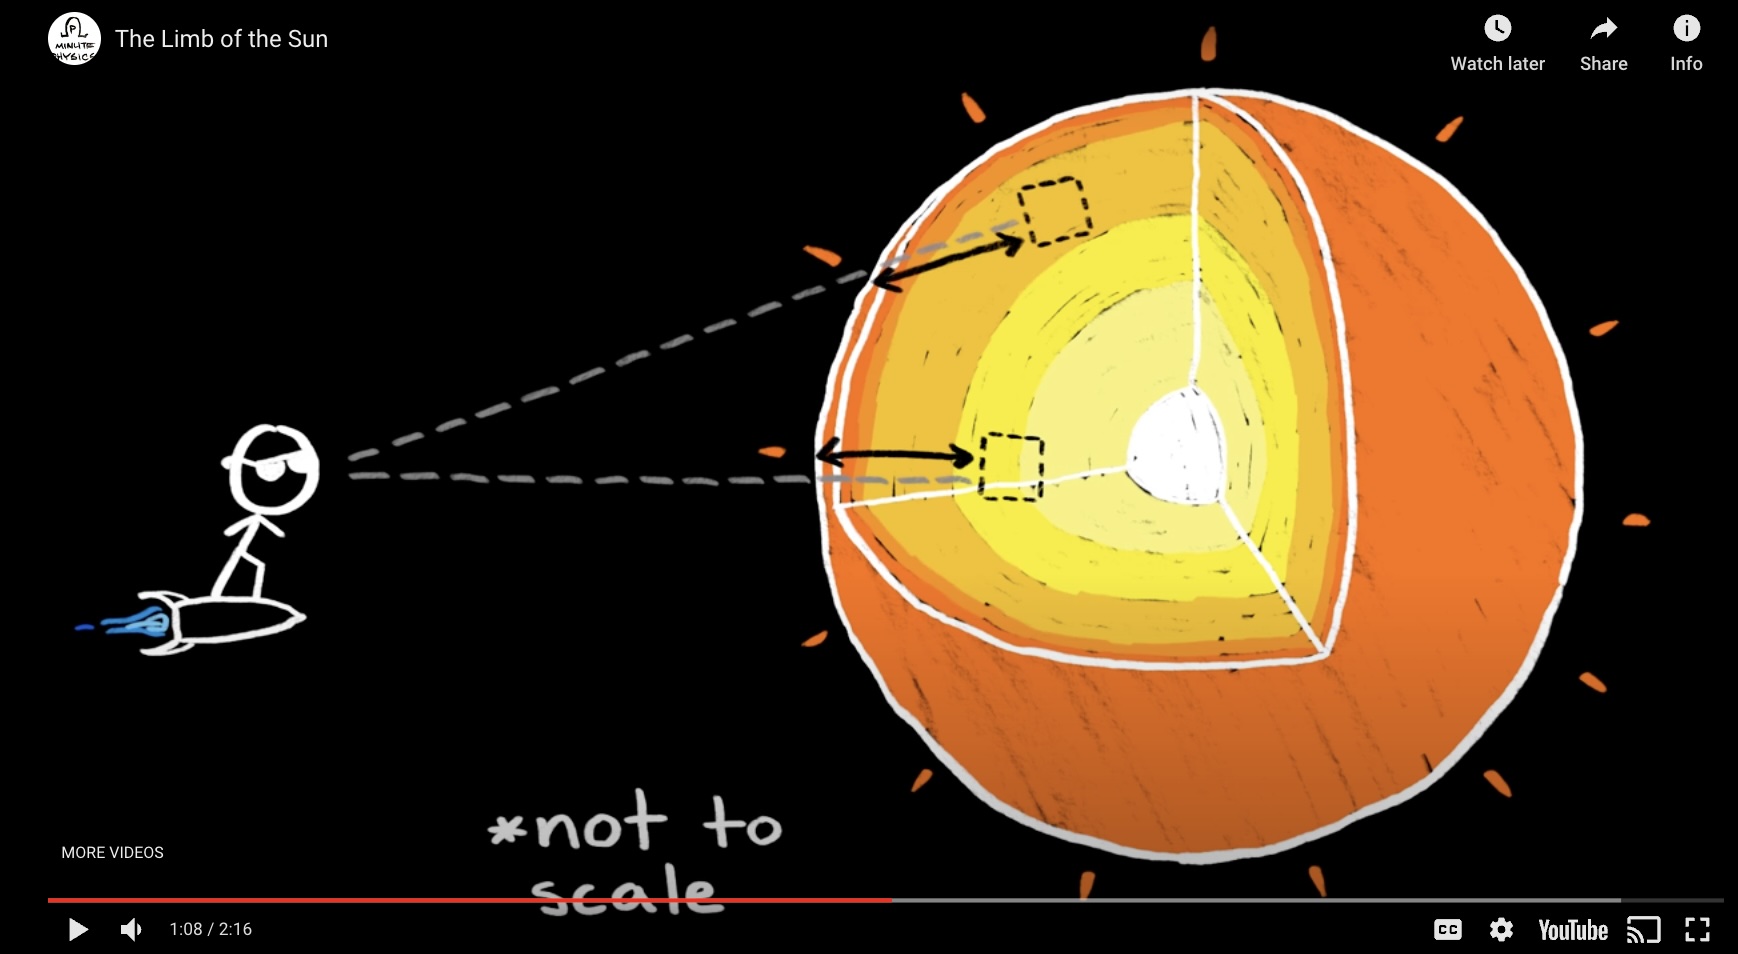 MINUTE
PHYSICS
The Limb of the Sun
Watch later
Share
Info
*not to
scale
MORE VIDEOS
1:08 / 2:16
CC
YouTube